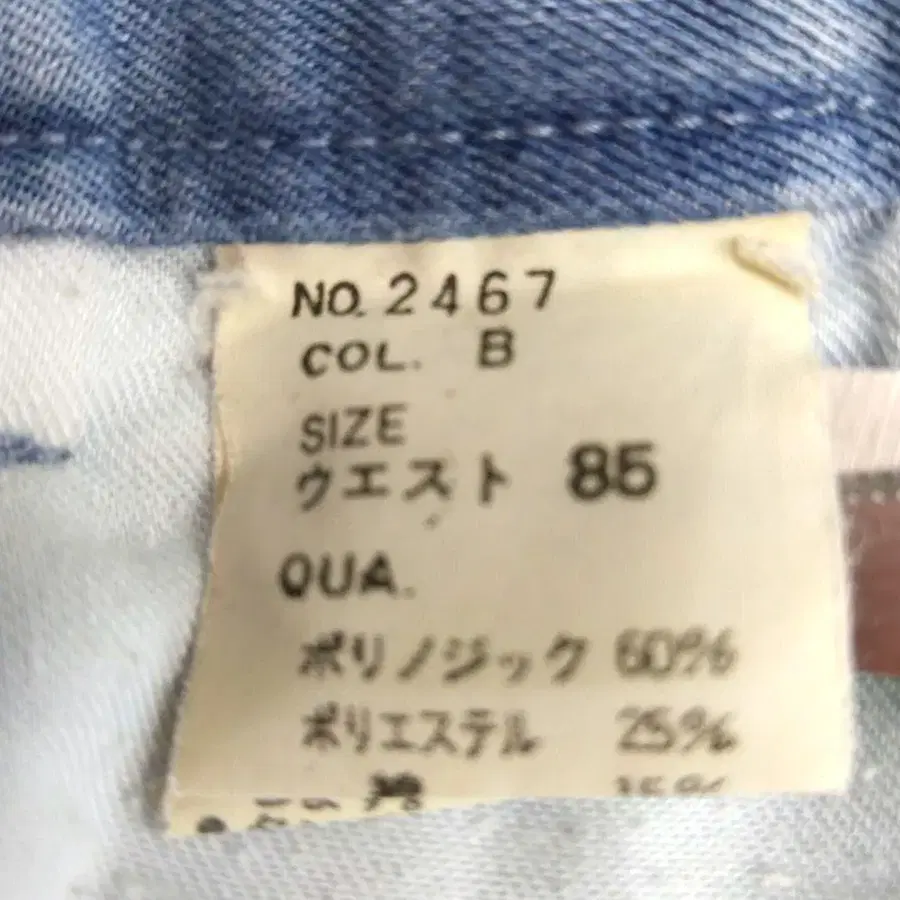 NO. 2467
COL. B
SIZE
ウエスト 85
QUA.
ポリノジック 60%
ポリエステル 25%
15%